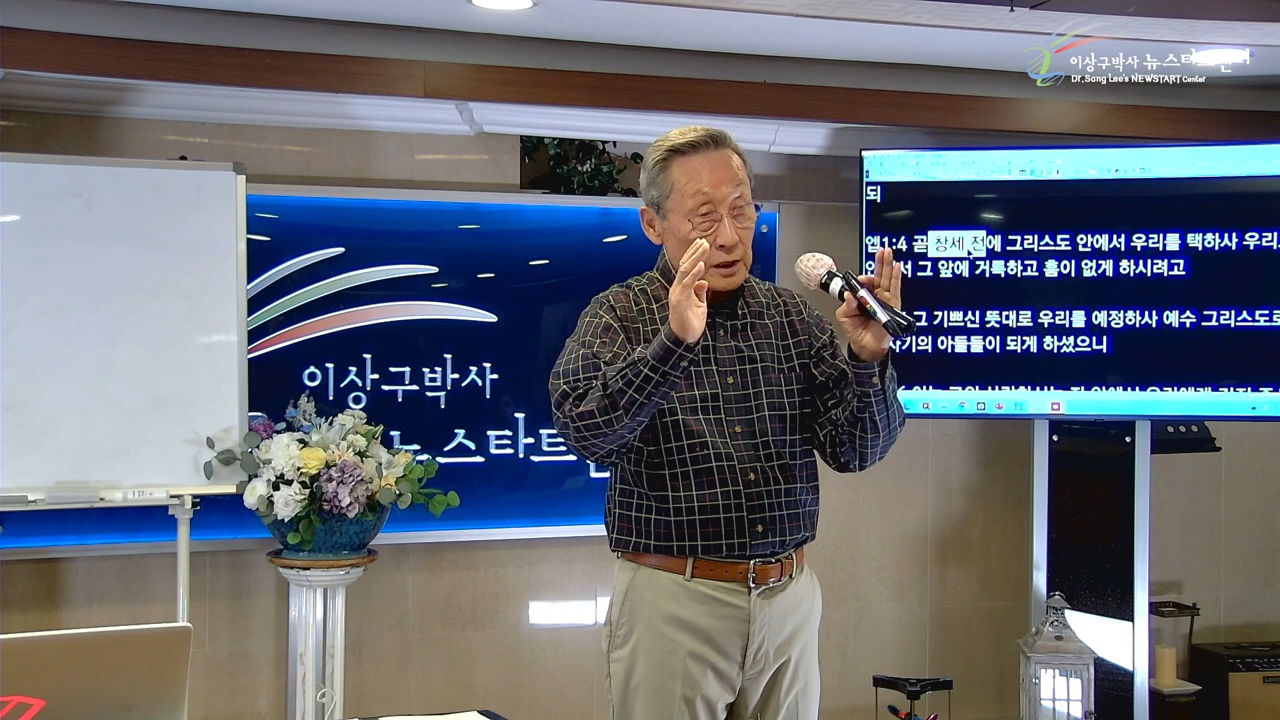 이상구박사 뉴스타트센터
Dr.Sang Lee's NEWSTART Center
이상구박사
뉴스타트
되
엡1:4 곧 창세 전에 그리스도 안에서 우리를 택하사 우리
그 앞에 거룩하고 흠이 없게 하시려고
그 기쁘신 뜻대로 우리를 예정하사 예수 그리스도로
자기의 아들들이 되게 하셨으니